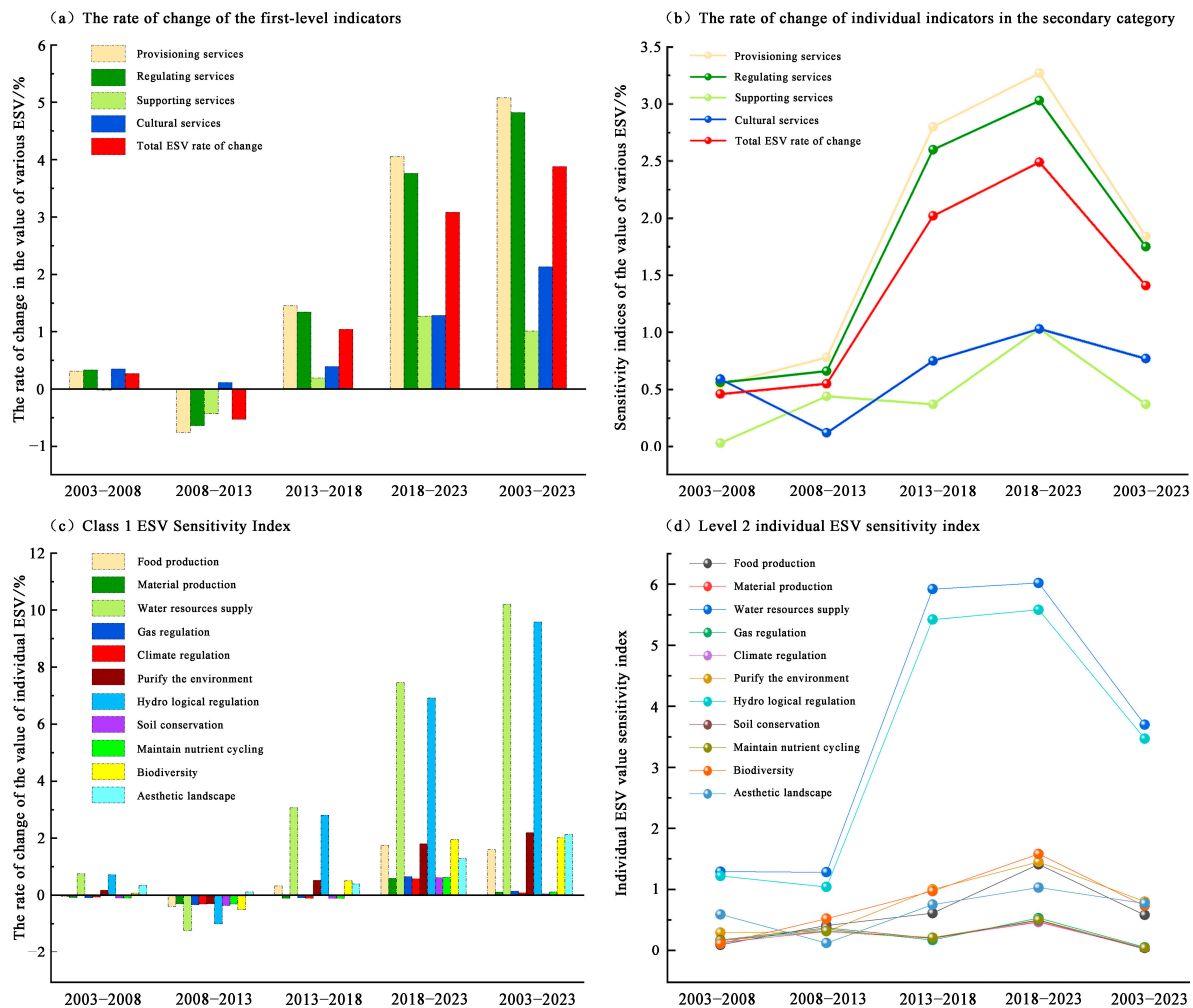 （a）The rate of change of the first-level indicators
The rate of change in the value of various ESV/%
6
5
4
3
2
1
0
−1
Provisioning services
Regulating services
Supporting services
Cultural services
Total ESV rate of change
2003−2008
2008−2013
2013−2018
2018−2023
2003−2023
（b）The rate of change of individual indicators in the secondary category
Sensitivity indices of the value of various ESV/%
3.5
3.0
2.5
2.0
1.5
1.0
0.5
0.0
Provisioning services
Regulating services
Supporting services
Cultural services
Total ESV rate of change
2003−2008
2008−2013
2013−2018
2018−2023
2003−2023
（c）Class 1 ESV Sensitivity Index
The rate of change of the value of individual ESV/%
12
10
8
6
4
2
0
−2
Food production
Material production
Water resources supply
Gas regulation
Climate regulation
Purify the environment
Hydro logical regulation
Soil conservation
Maintain nutrient cycling
Biodiversity
Aesthetic landscape
2003−2008
2008−2013
2013−2018
2018−2023
2003−2023
（d）Level 2 individual ESV sensitivity index
Individual ESV value sensitivity index
6
5
4
3
2
1
0
Food production
Material production
Water resources supply
Gas regulation
Climate regulation
Purify the environment
Hydro logical regulation
Soil conservation
Maintain nutrient cycling
Biodiversity
Aesthetic landscape
2003−2008
2008−2013
2013−2018
2018−2023
2003−2023